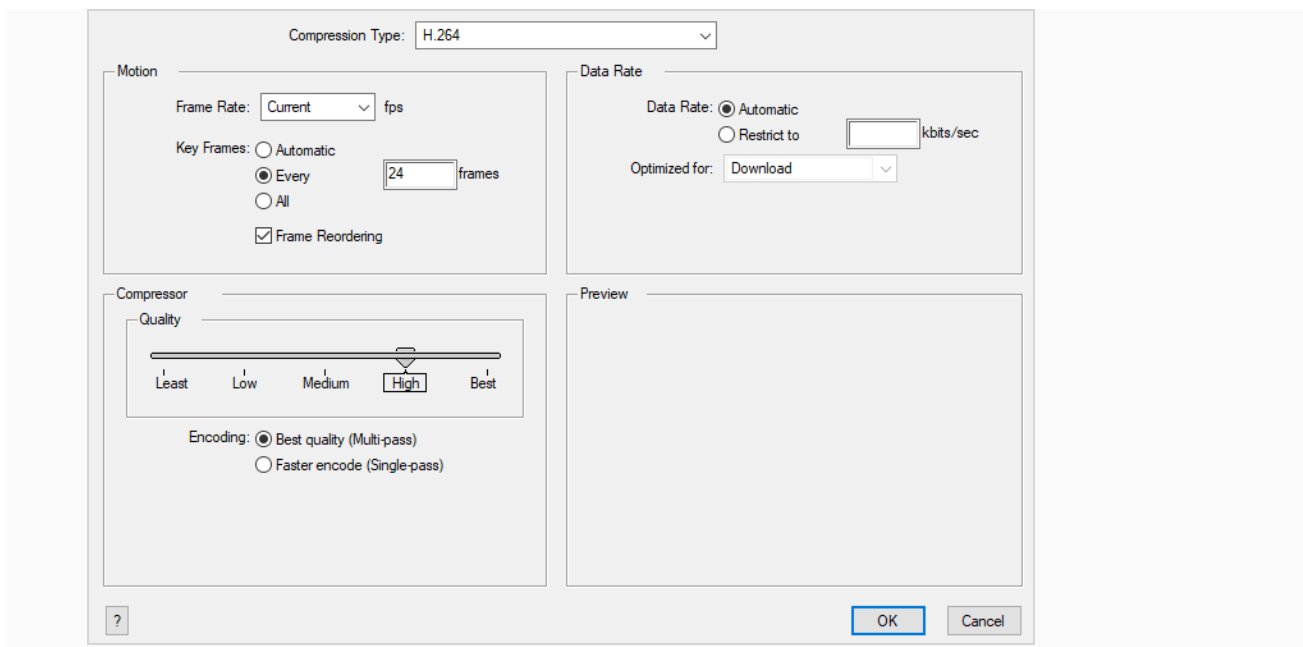 Compression Type: H.264
Motion
Frame Rate: Current fps
Key Frames: Automatic
Every 24 frames
All
Frame Reordering
Data Rate
Data Rate: Automatic
Restrict to kbits/sec
Optimized for: Download
Compressor
Quality
Least Low Medium High Best
Encoding: Best quality (Multi-pass)
Faster encode (Single-pass)
Preview
?
OK
Cancel